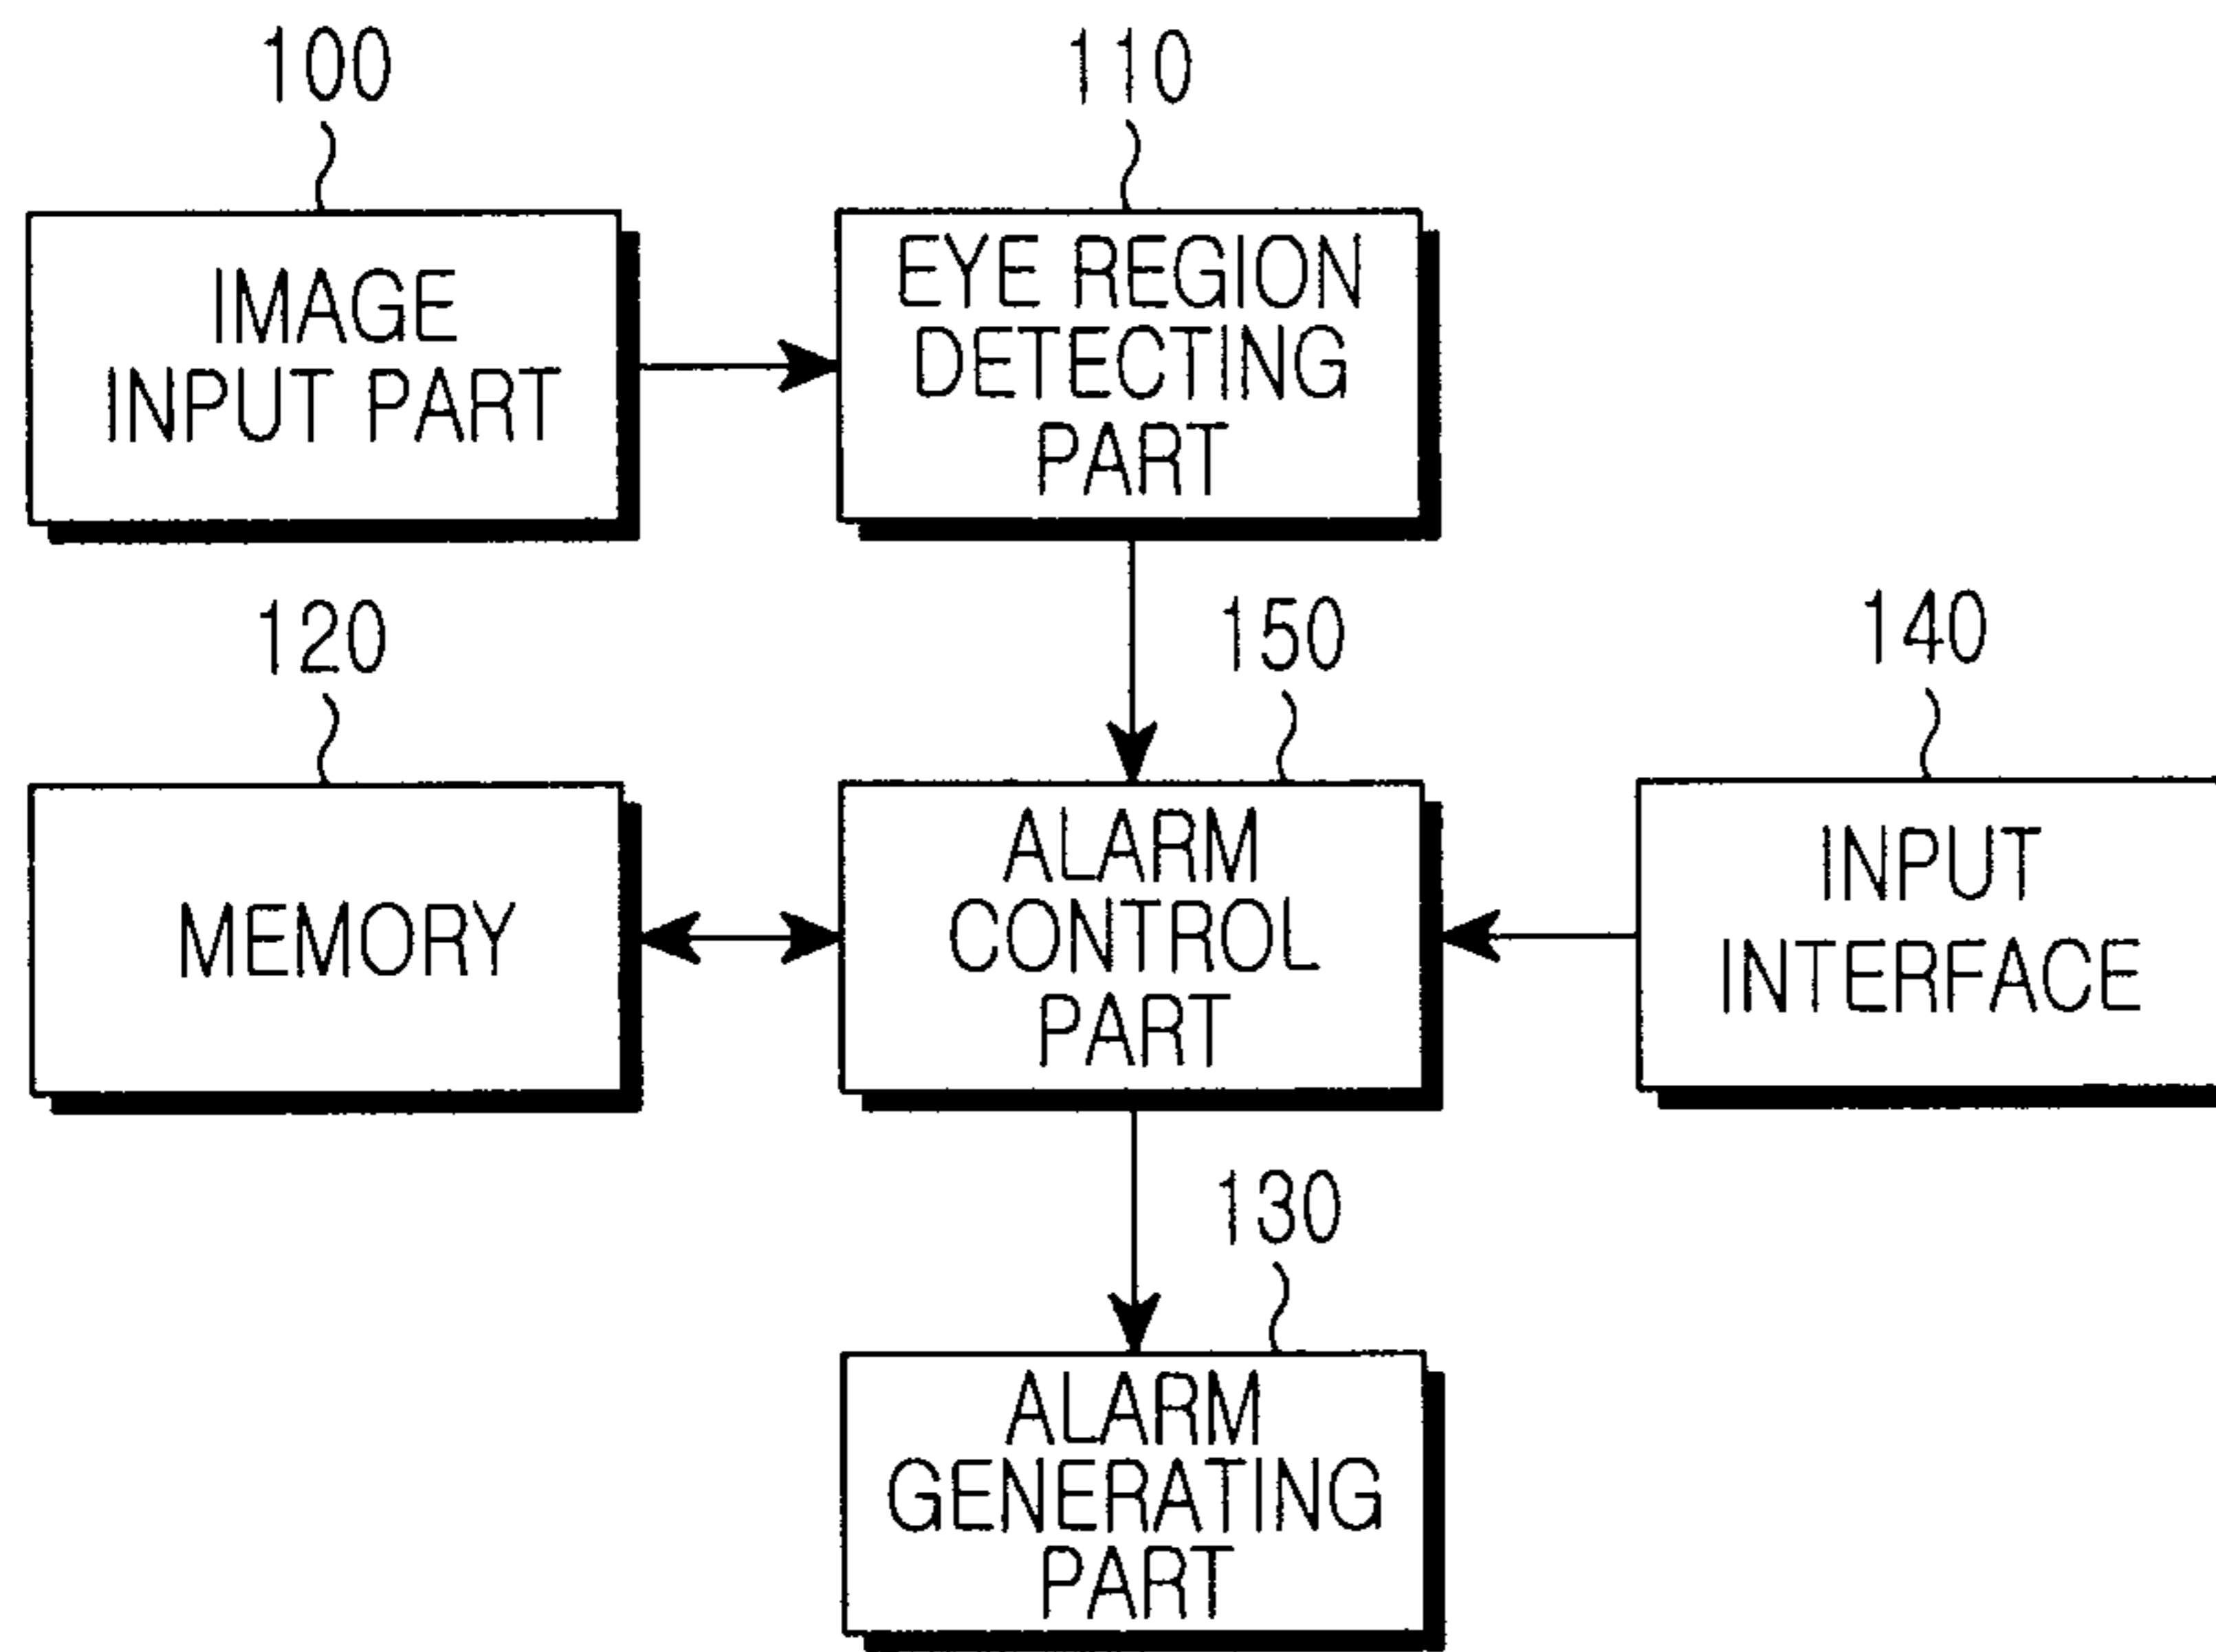 100
110
IMAGE
INPUT PART
EYE REGION
DETECTING
PART
120
150
140
MEMORY
ALARM
CONTROL
PART
INPUT
INTERFACE
130
ALARM
GENERATING
PART